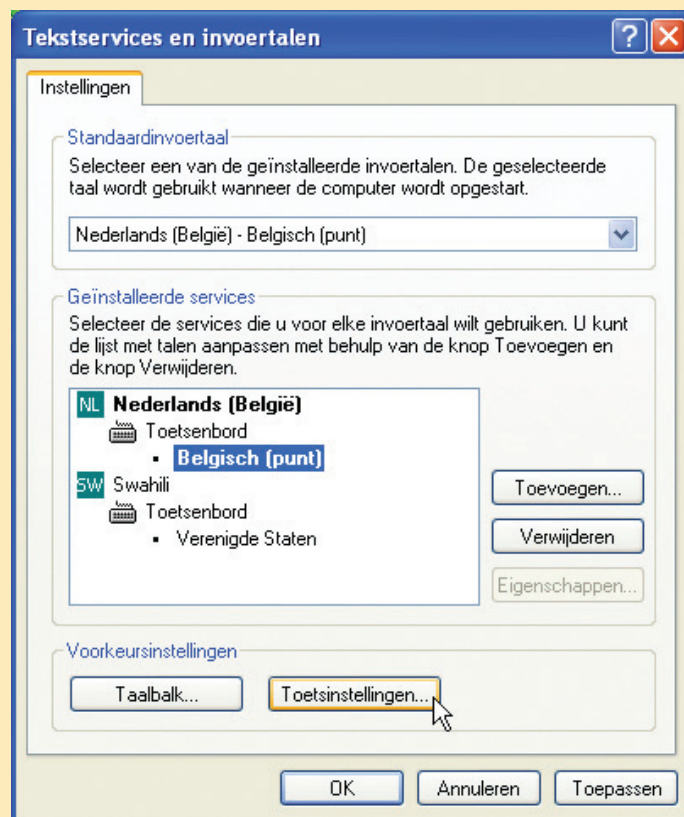 Tekstservices en invoertalen
Instellingen
Standaardinvoertaal
Selecteer een van de geïnstalleerde invoertalen. De geselecteerde
taal wordt gebruikt wanneer de computer wordt opgestart.
Nederlands (België) - Belgisch (punt)
Geïnstalleerde services
Selecteer de services die u voor elke invoertaal wilt gebruiken. U kunt
de lijst met talen aanpassen met behulp van de knop Toevoegen en
de knop Verwijderen.
NL Nederlands (België)
Toetsenbord
▪ Belgisch (punt)
SW Swahili
Toetsenbord
▪ Verenigde Staten
Toevoegen...
Verwijderen
Eigenschappen...
Voorkeursinstellingen
Taalbalk... Toetsinstellingen...
OK Annuleren Toepassen